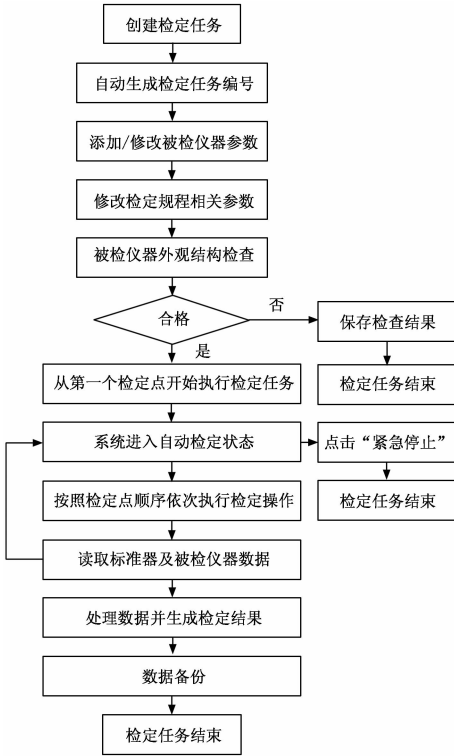 创建检定任务
自动生成检定任务编号
添加/修改被检仪器参数
修改检定规程相关参数
被检仪器外观结构检查
合格
否
保存检查结果
是
检定任务结束
从第一个检定点开始执行检定任务
系统进入自动检定状态
点击“紧急停止”
按照检定点顺序依次执行检定操作
检定任务结束
读取标准器及被检仪器数据
处理数据并生成检定结果
数据备份
检定任务结束